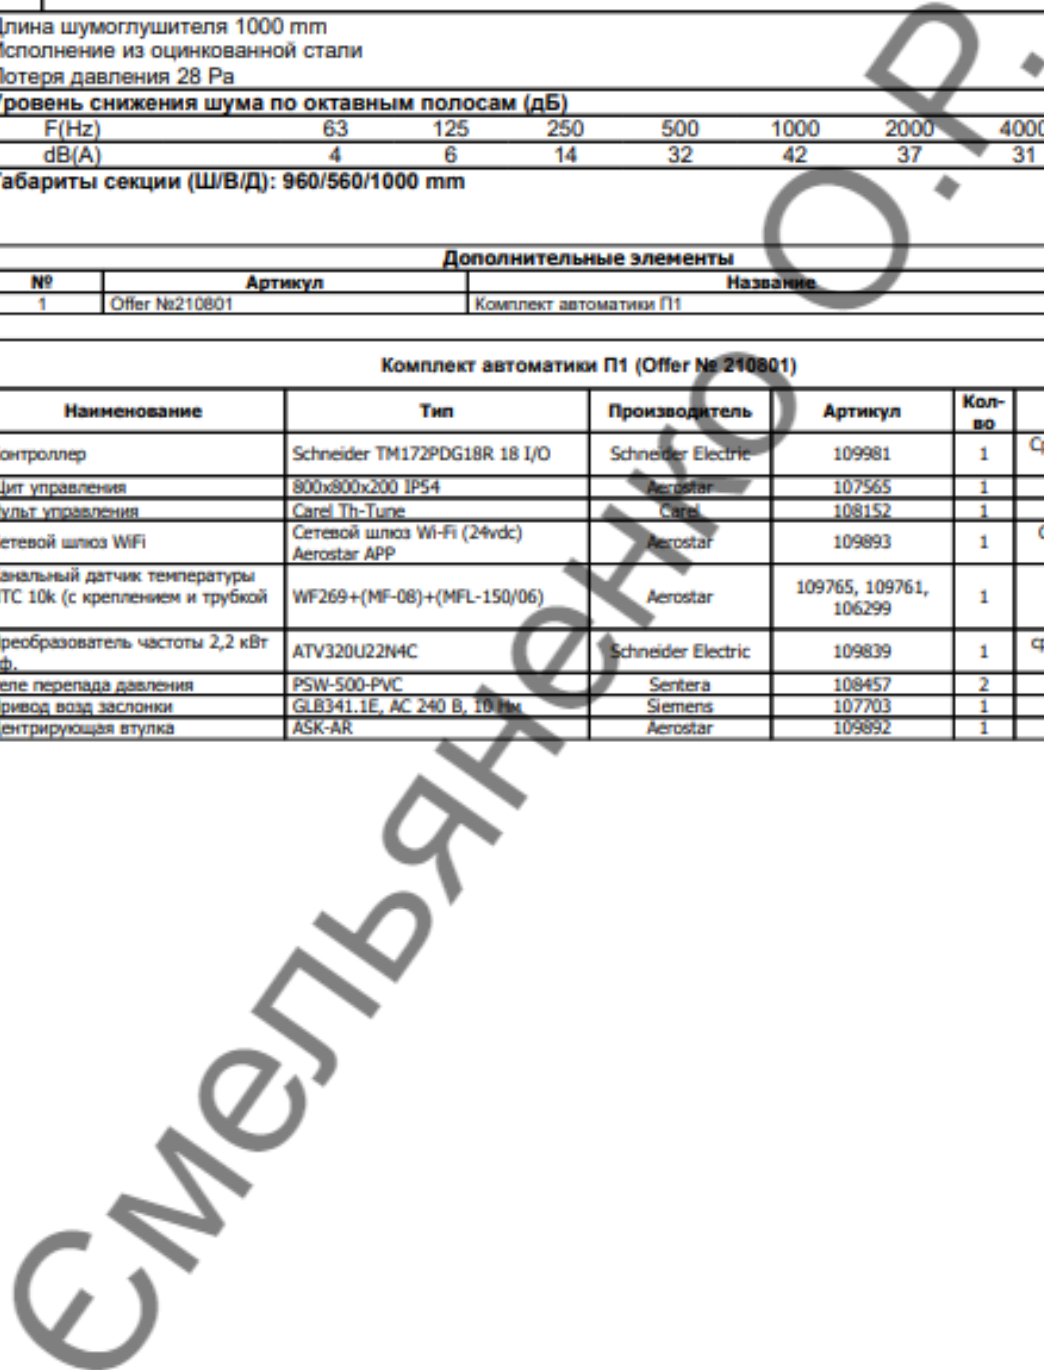 Длина шумоглушителя 1000 mm
Исполнение из оцинкованной стали
Потеря давления 28 Pa
Уровень снижения шума по октавным полосам (дБ)
F(Hz) 63 125 250 500 1000 2000 4000
dB(A) 4 6 14 32 42 37 31
Габариты секции (Ш/В/Д): 960/560/1000 mm
Дополнительные элементы
№ Артикул Название
1 Offer №210801 Комплект автоматики П1
Комплект автоматики П1 (Offer № 210801)
Наименование Тип Производитель Артикул Кол-
во
Контроллер Schneider TM172PDG18R 18 I/O Schneider Electric 109981 1
Щит управления 800x800x200 IP54 Aerostar 107565 1
Пульт управления Carel Th-Tune Carel 108152 1
Сетевой шлюз WiFi Сетевой шлюз Wi-Fi (24vdc)
Aerostar APP Aerostar 109893 1
Канальный датчик температуры
NTC 10k (с креплением и трубкой WF269+(MF-08)+(MFL-150/06) Aerostar 109765, 109761,
106299 1
Преобразователь частоты 2,2 кВт
ф. ATV320U22N4C Schneider Electric 109839 1
Реле перепада давления PSW-500-PVC Sentera 108457 2
Привод возд заслонки GLB341.1E, AC 240 В, 10 Нм Siemens 107703 1
Центрирующая втулка ASK-AR Aerostar 109892 1
Ємельяненко О.Р.